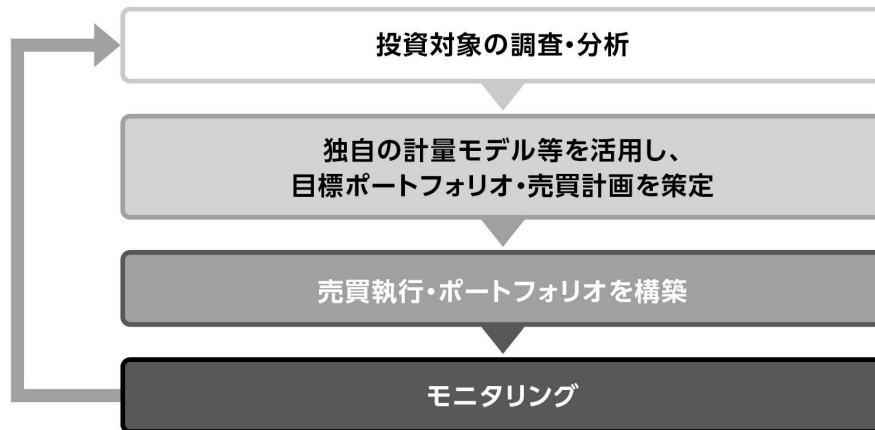 投資対象の調査・分析
独自の計量モデル等を活用し、
目標ポートフォリオ・売買計画を策定
売買執行・ポートフォリオを構築
モニタリング